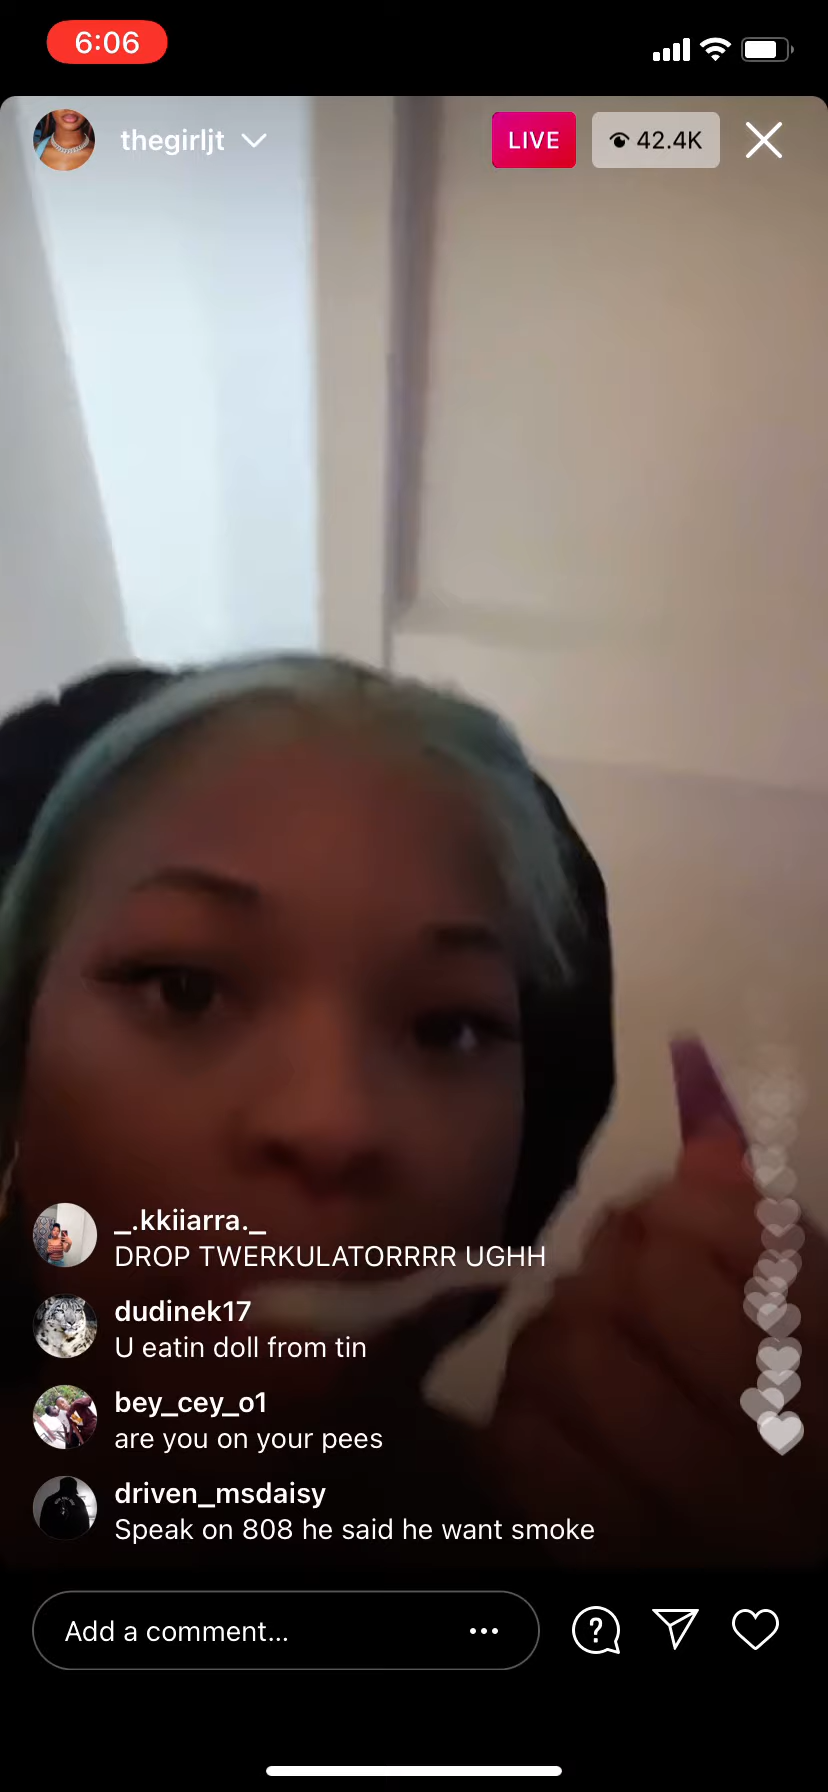 6:06
thegirljt
LIVE
42.4K
_.kkiiarra._
DROP TWERKULATORRRR UGHH
dudinek17
U eatin doll from tin
bey_cey_o1
are you on your pees
driven_msdaisy
Speak on 808 he said he want smoke
Add a comment...